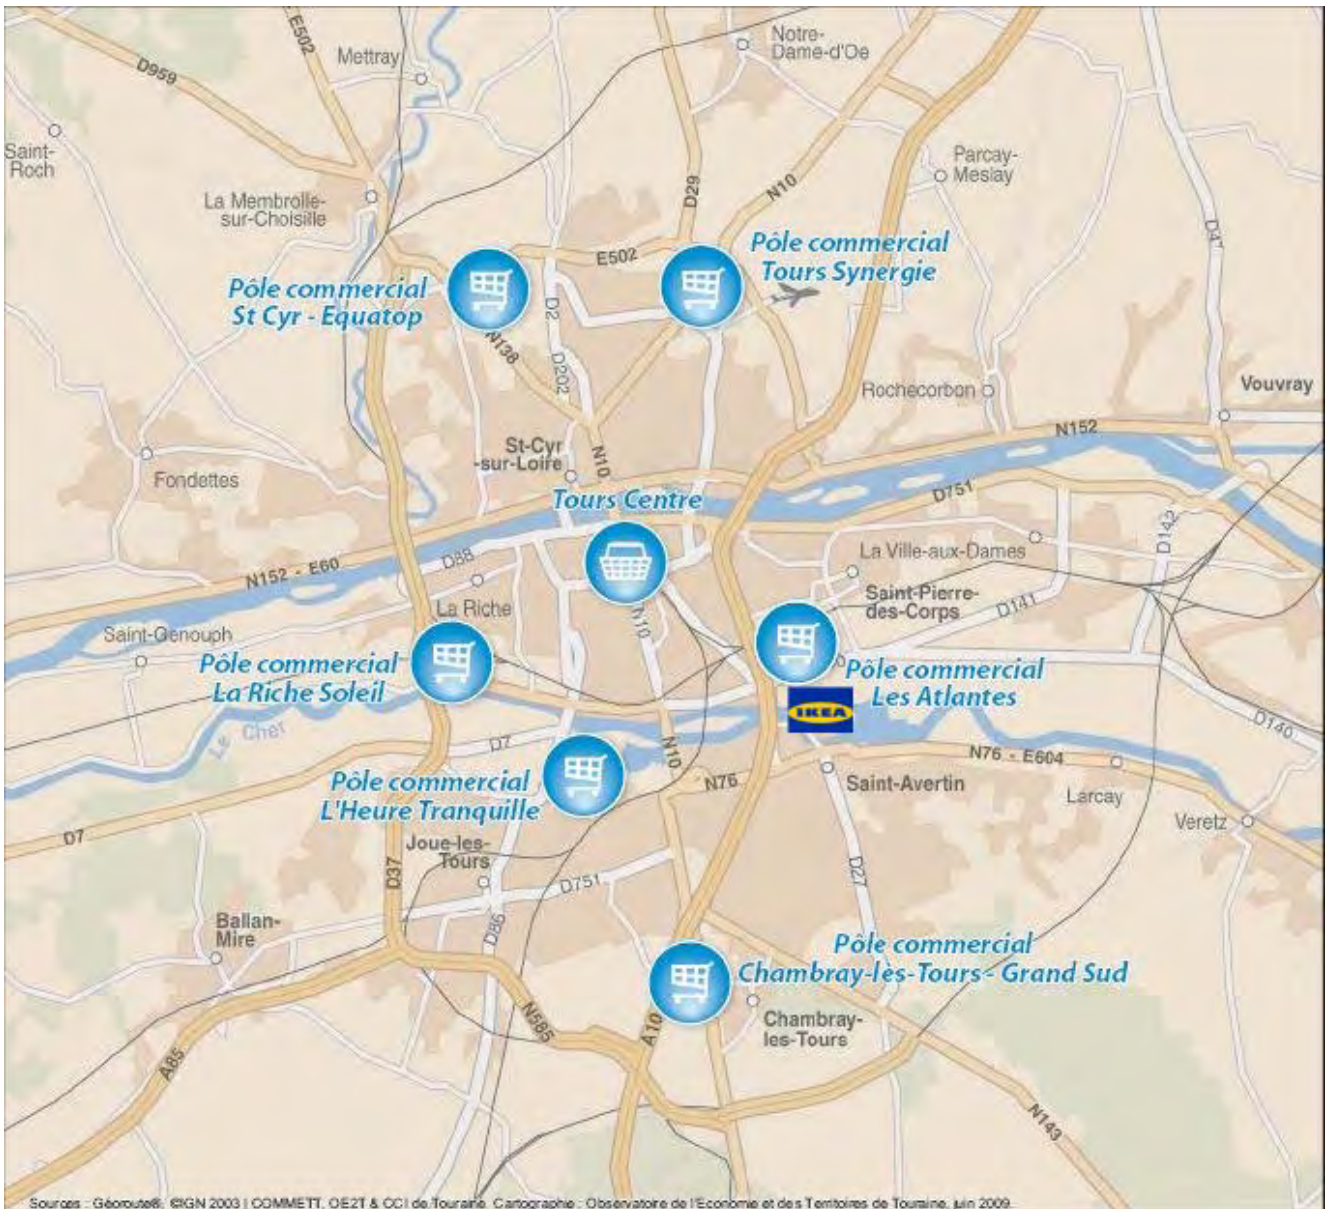 E502
Notre-
Dame-d'Oe
Mettray
D959
Saint-
Roch
Parcay-
Meslay
La Membrolle-
sur-Choisille
D29
N10
D47
Pôle commercial
Tours Synergie
E502
Pôle commercial
St Cyr - Equatop
D2
N138
D202
Rochecorbon
Vouvray
N152
St-Cyr
-sur-Loire
N10
Fondettes
D751
Tours Centre
D142
D88
La Ville-aux-Dames
N152 - E60
Saint-Pierre-
des-Corps
D141
La Riche
N10
Saint-Genouph
Pôle commercial
La Riche Soleil
Pôle commercial
Les Atlantes
IKEA
D140
Le Cher
D7
N10
N76 - E604
Pôle commercial
L'Heure Tranquille
N76
Saint-Avertin
Larcay
Veretz
D7
Joue-les-
Tours
D37
D751
D27
Ballan-
Mire
D86
Pôle commercial
Chambray-lès-Tours - Grand Sud
N585
A10
Chambray-
les-Tours
A85
N143
Sources : Géoroute®, ©IGN 2003 | COMMETT, OE2T & CCI de Touraine. Cartographie : Observatoire de l'Economie et des Territoires de Touraine, juin 2009.